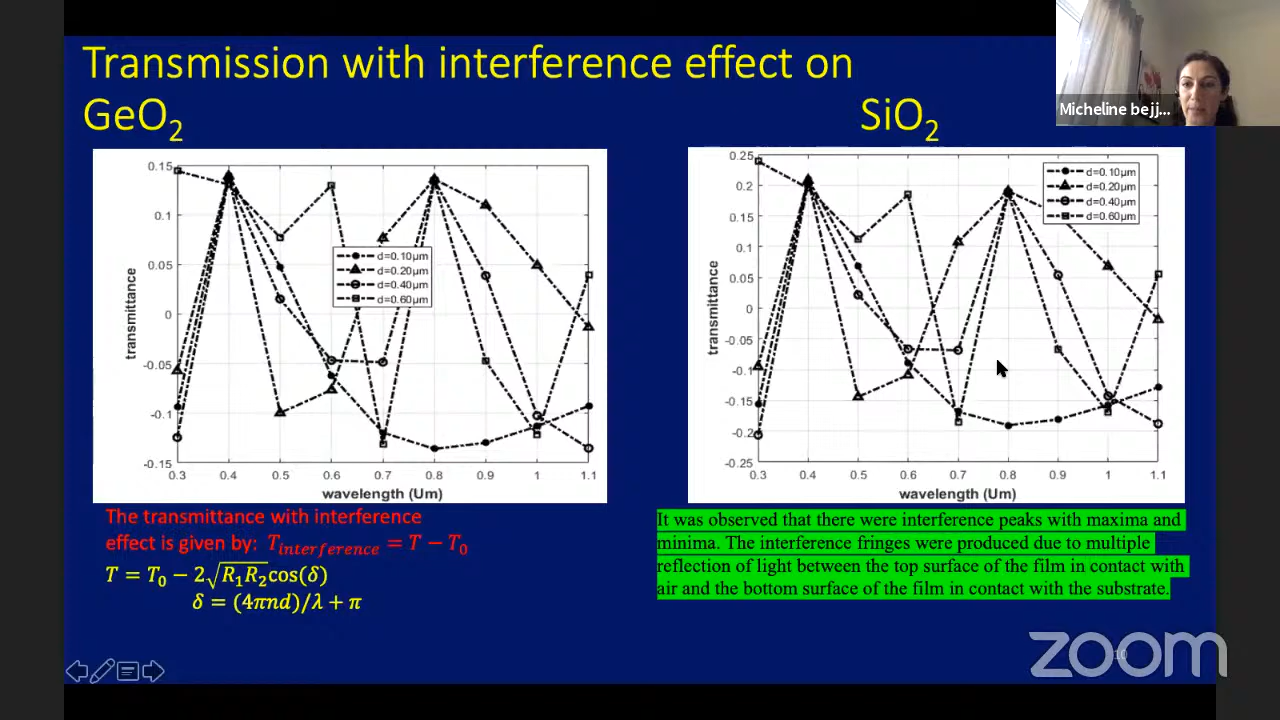 Transmission with interference effect on
GeO2
SiO2
Micheline bejj...
0.15
0.1
0.05
0
-0.05
-0.1
-0.15
transmittance
d=0.10µm
d=0.20µm
d=0.40µm
d=0.60µm
0.3 0.4 0.5 0.6 0.7 0.8 0.9 1 1.1
wavelength (Um)
0.25
0.2
0.15
0.1
0.05
0
-0.05
-0.1
-0.15
-0.2
-0.25
transmittance
d=0.10µm
d=0.20µm
d=0.40µm
d=0.60µm
0.3 0.4 0.5 0.6 0.7 0.8 0.9 1 1.1
wavelength (Um)
The transmittance with interference
effect is given by: T_interference = T − T₀
T = T₀ − 2√R₁R₂cos(δ)
δ = (4πnd)/λ + π
It was observed that there were interference peaks with maxima and
minima. The interference fringes were produced due to multiple
reflection of light between the top surface of the film in contact with
air and the bottom surface of the film in contact with the substrate.
10
zoom